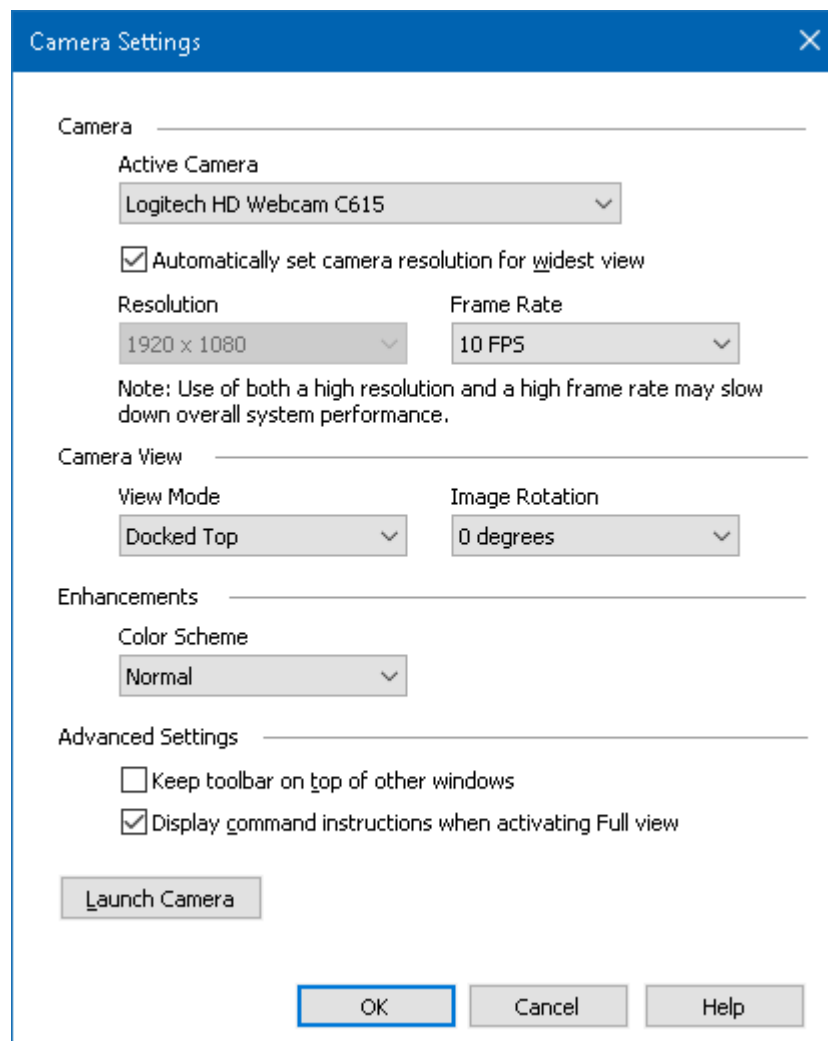 Camera Settings
Camera
Active Camera
Logitech HD Webcam C615
Automatically set camera resolution for widest view
Resolution
Frame Rate
1920 x 1080
10 FPS
Note: Use of both a high resolution and a high frame rate may slow
down overall system performance.
Camera View
View Mode
Image Rotation
Docked Top
0 degrees
Enhancements
Color Scheme
Normal
Advanced Settings
Keep toolbar on top of other windows
Display command instructions when activating Full view
Launch Camera
OK
Cancel
Help